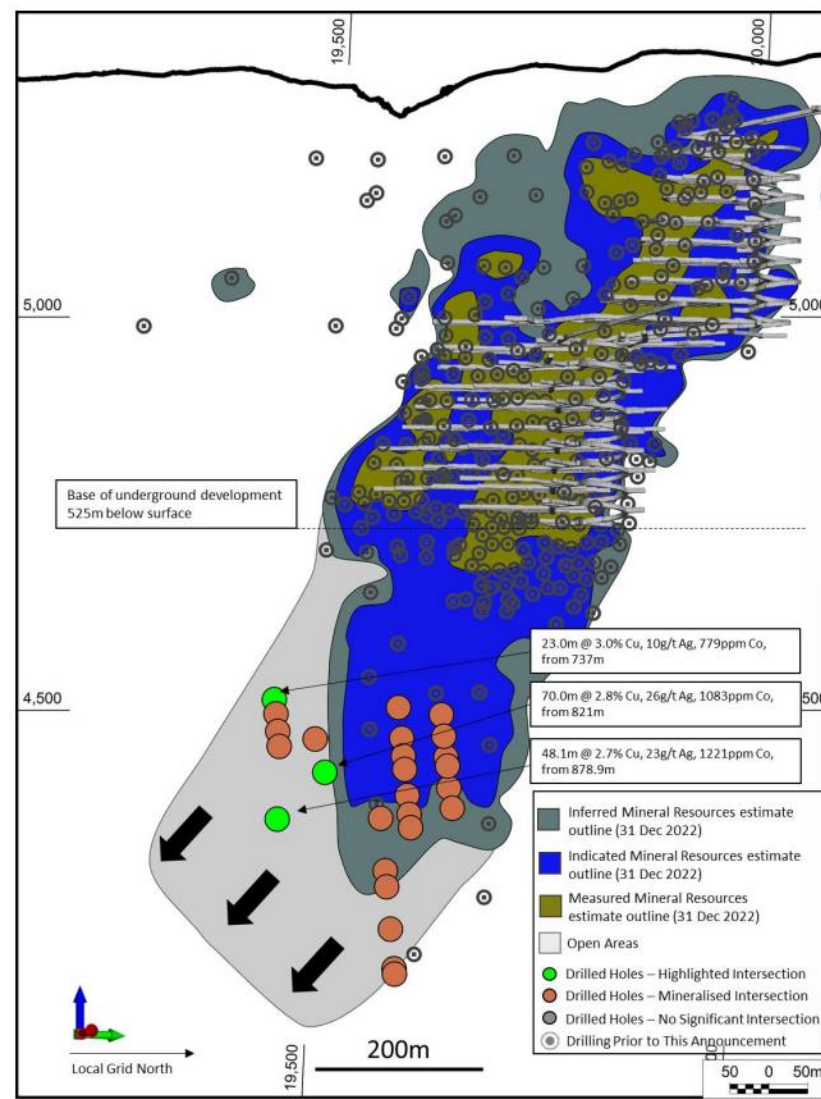 19,500
10,000
5,000
5,000
Base of underground development
525m below surface
23.0m @ 3.0% Cu, 10g/t Ag, 779ppm Co,
from 737m
4,500
70.0m @ 2.8% Cu, 26g/t Ag, 1083ppm Co,
from 821m
48.1m @ 2.7% Cu, 23g/t Ag, 1221ppm Co,
from 878.9m
Inferred Mineral Resources estimate
outline (31 Dec 2022)
Indicated Mineral Resources estimate
outline (31 Dec 2022)
Measured Mineral Resources
estimate outline (31 Dec 2022)
Open Areas
Drilled Holes – Highlighted Intersection
Drilled Holes – Mineralised Intersection
Drilled Holes – No Significant Intersection
Drilling Prior To This Announcement
Local Grid North
19,500
200m
50 0 50m